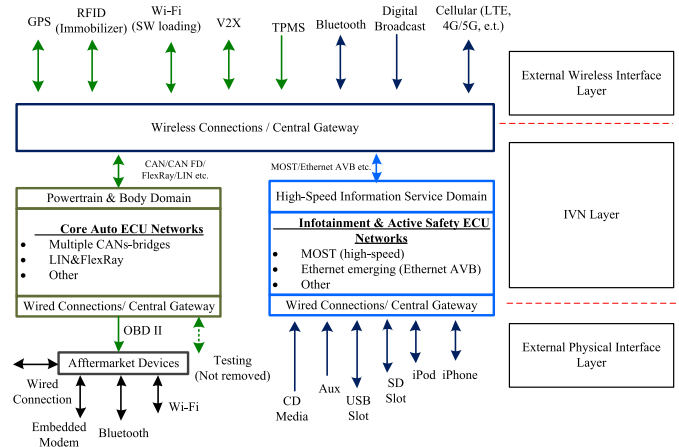 GPS
RFID
(Immobilizer)
Wi-Fi
(SW loading)
V2X
TPMS
Bluetooth
Digital
Broadcast
Cellular (LTE,
4G/5G, e.t.)
External Wireless Interface
Layer
Wireless Connections / Central Gateway
CAN/CAN FD/
FlexRay/LIN etc.
MOST/Ethernet AVB etc.
Powertrain & Body Domain
Core Auto ECU Networks
• Multiple CANs-bridges
• LIN&FlexRay
• Other
Wired Connections/ Central Gateway
High-Speed Information Service Domain
Infotainment & Active Safety ECU
Networks
• MOST (high-speed)
• Ethernet emerging (Ethernet AVB)
• Other
Wired Connections/ Central Gateway
IVN Layer
OBD II
Afftermarket Devices
Testing
(Not removed)
Wired
Connection
Embedded
Modem
Bluetooth
Wi-Fi
CD
Media
Aux
USB
Slot
SD
Slot
iPod
iPhone
External Physical Interface
Layer